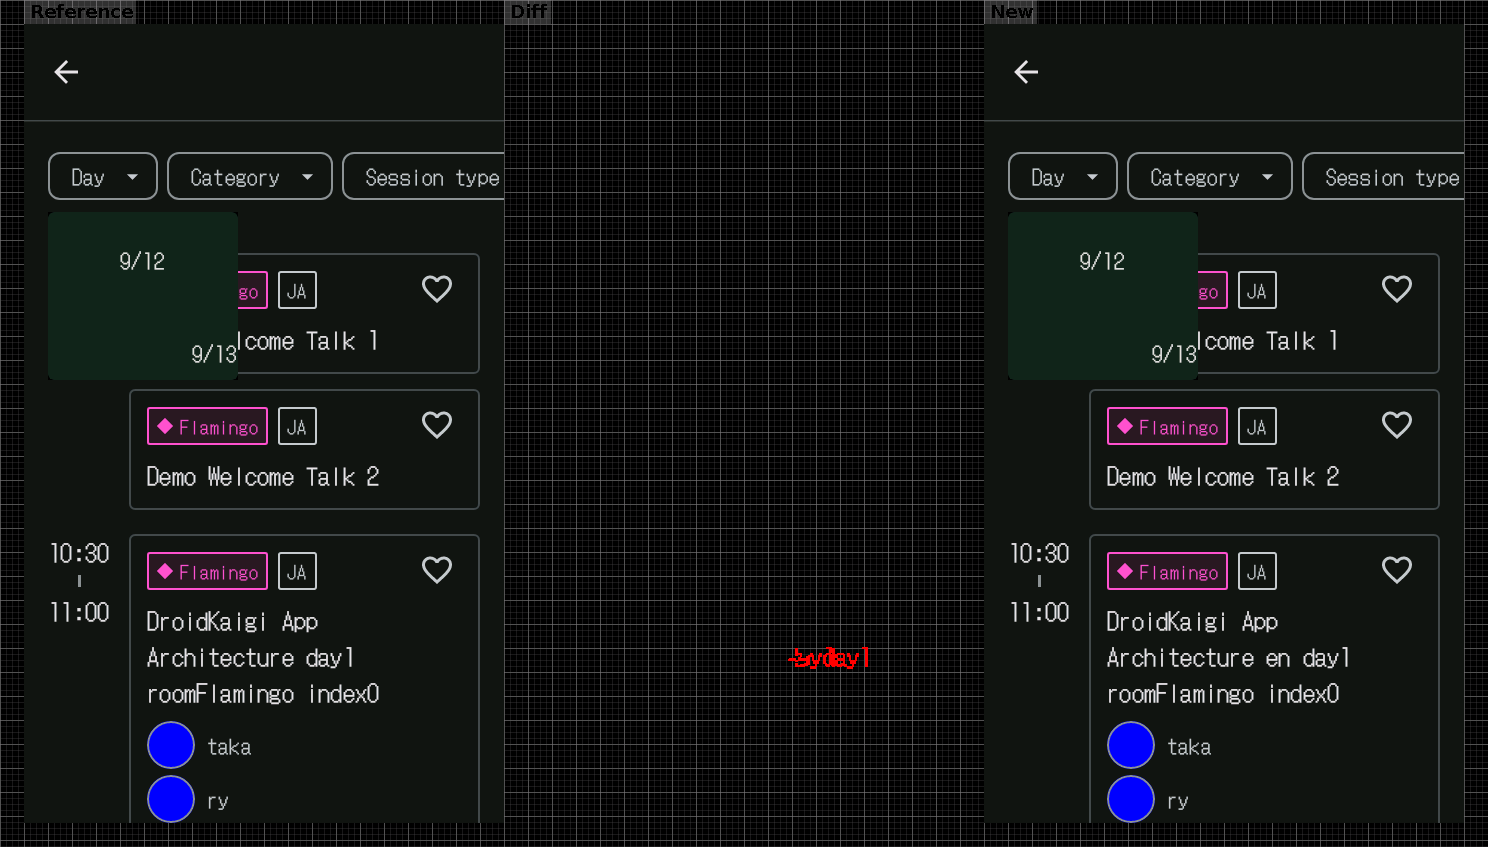 Reference
Diff
New
Day
Category
Session type
9/12
9/13
go
JA
lcome Talk 1
Flamingo
JA
Demo Welcome Talk 2
10:30
11:00
Flamingo
JA
DroidKaigi App
Architecture day1
roomFlamingo index0
taka
ry
day1
Day
Category
Session type
9/12
9/13
go
JA
lcome Talk 1
Flamingo
JA
Demo Welcome Talk 2
10:30
11:00
Flamingo
JA
DroidKaigi App
Architecture en day1
roomFlamingo index0
taka
ry